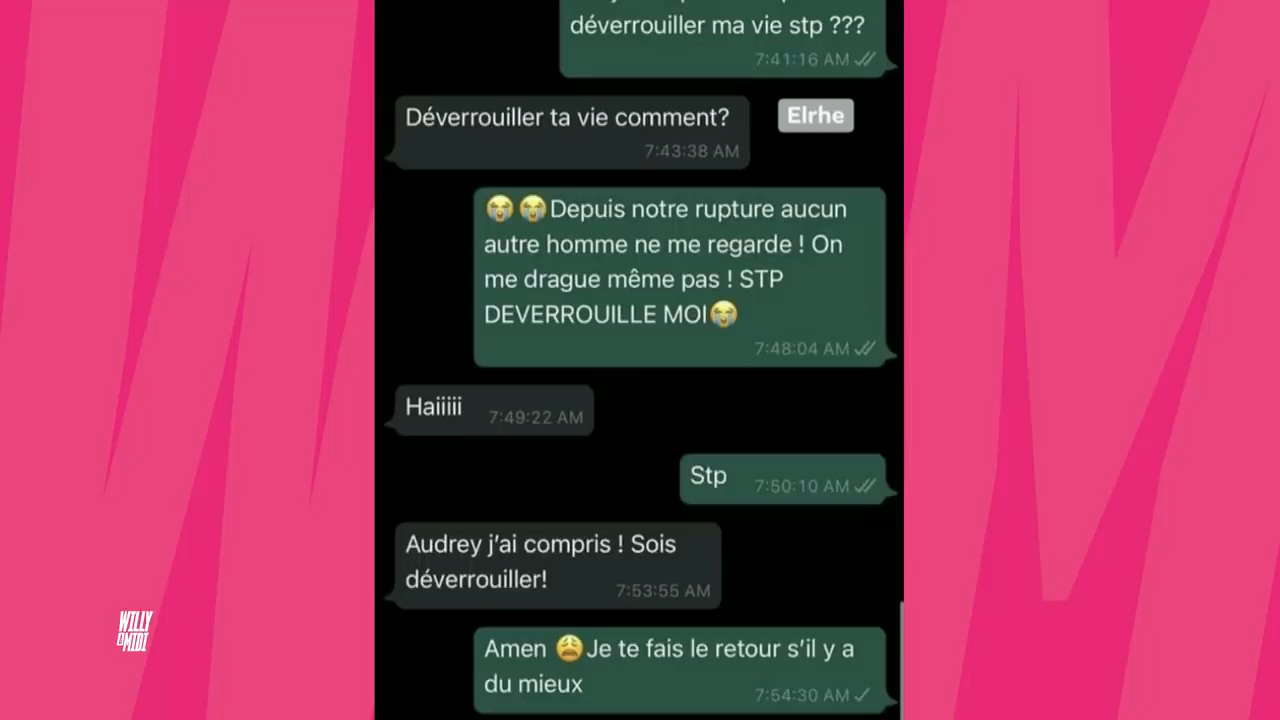 déverrouiller ma vie stp ???
7:41:16 AM
Déverrouiller ta vie comment?
Elrhe
7:43:38 AM
😭😭Depuis notre rupture aucun
autre homme ne me regarde ! On
me drague même pas ! STP
DEVERROUILLE MOI😭
7:48:04 AM
Haiiiii 7:49:22 AM
Stp 7:50:10 AM
Audrey j’ai compris ! Sois
déverrouiller! 7:53:55 AM
Amen 😩Je te fais le retour s’il y a
du mieux 7:54:30 AM
WILLY
MIDI